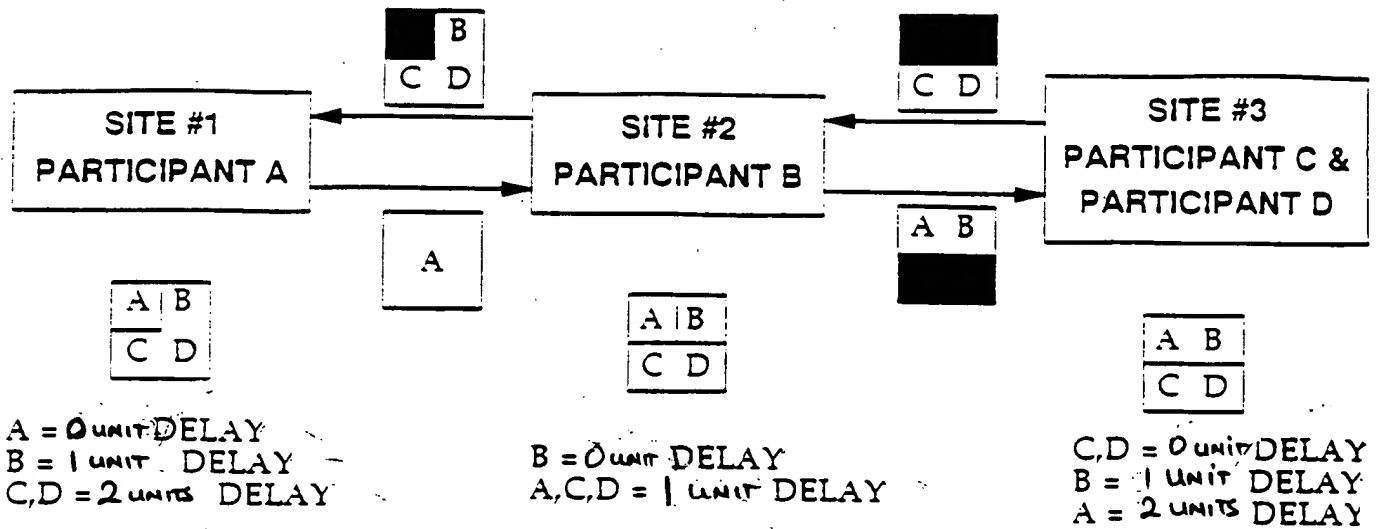 B
C D
C D
SITE #1
PARTICIPANT A
SITE #2
PARTICIPANT B
SITE #3
PARTICIPANT C &
PARTICIPANT D
A
A B
A B
C D
A B
C D
A B
C D
A = 0 UNIT DELAY
B = 1 UNIT DELAY
C,D = 2 UNITS DELAY
B = 0 UNIT DELAY
A,C,D = 1 UNIT DELAY
C,D = 0 UNIT DELAY
B = 1 UNIT DELAY
A = 2 UNITS DELAY